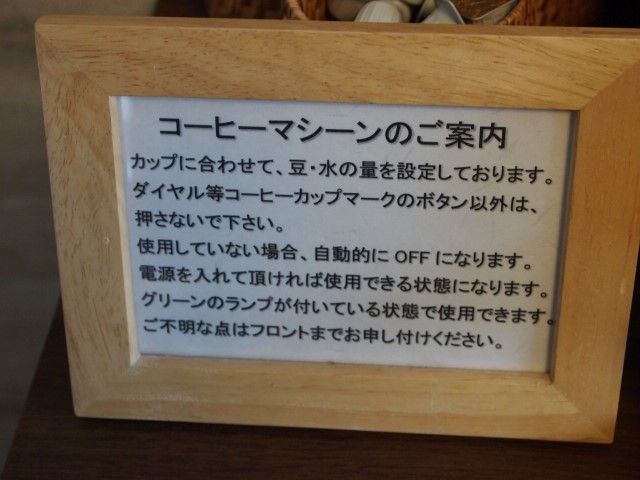 コーヒーマシーンのご案内
カップに合わせて、豆・水の量を設定しております。
ダイヤル等コーヒーカップマークのボタン以外は、
押さないで下さい。
使用していない場合、自動的に OFF になります。
電源を入れて頂ければ使用できる状態になります。
グリーンのランプが付いている状態で使用できます。
ご不明な点はフロントまでお申し付けください。